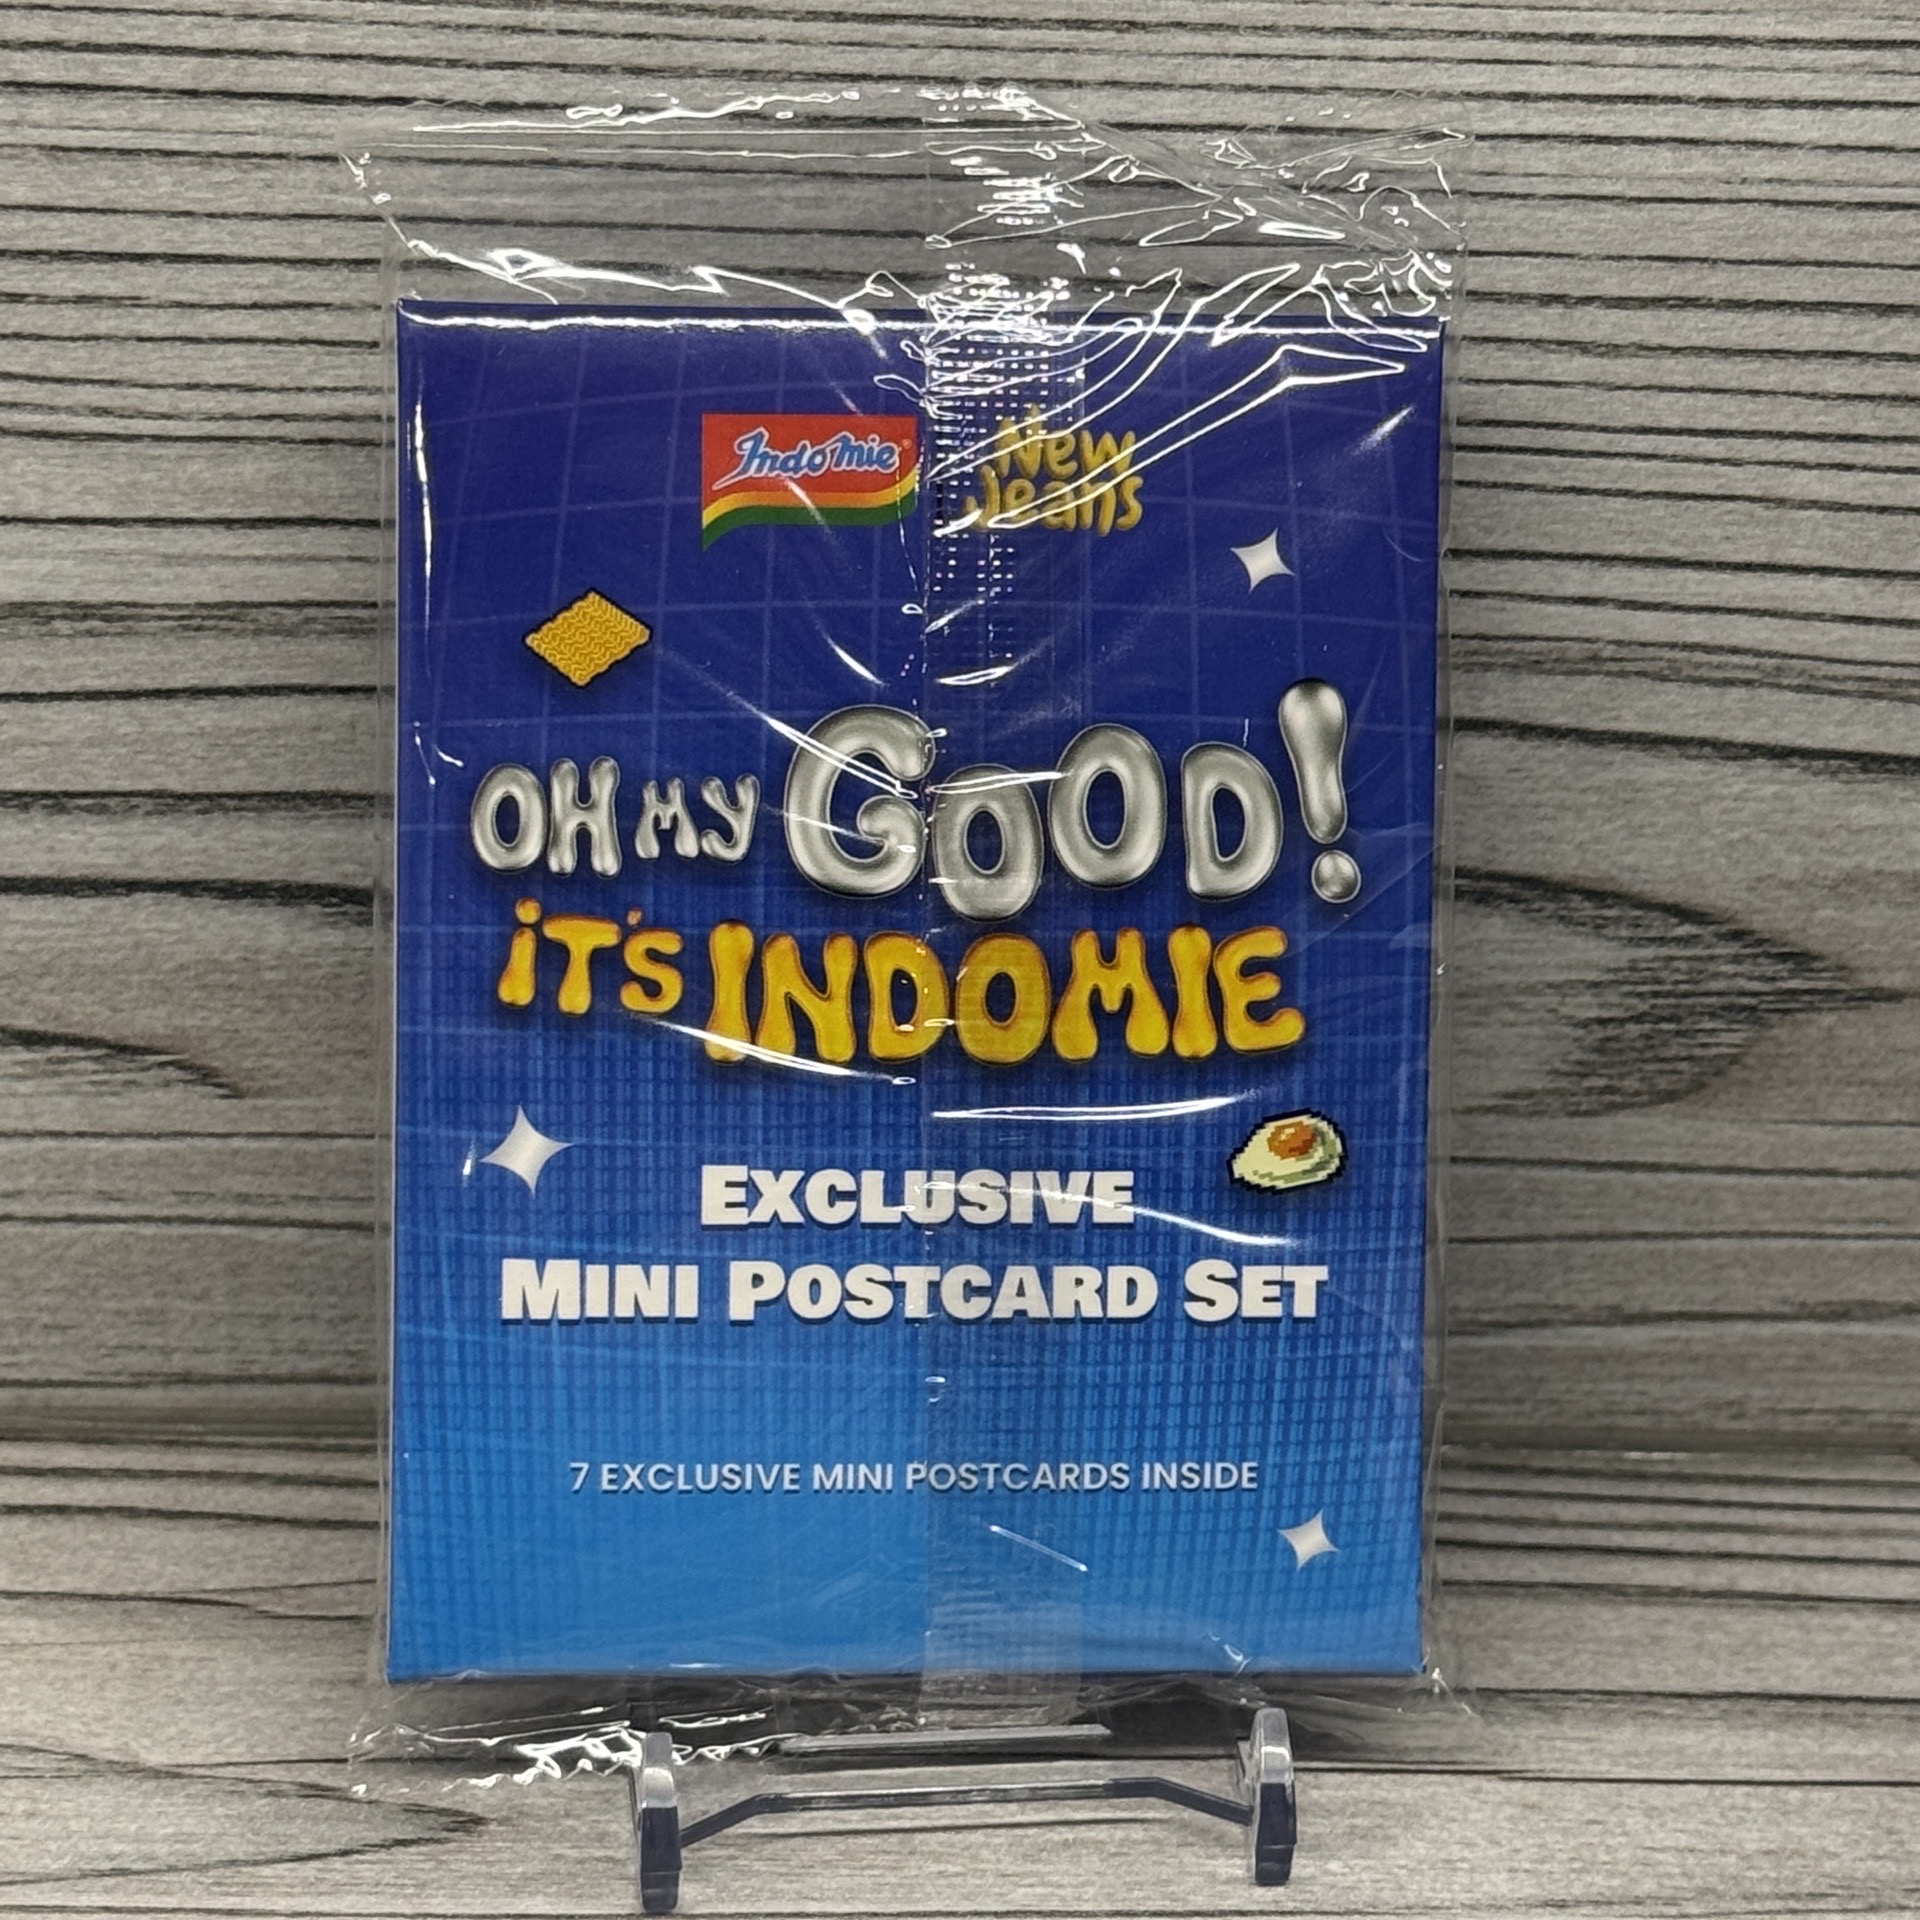 Indomie
New
Jeans
OH MY GOOD!
iT's INDOMIE
EXCLUSIVE
MINI POSTCARD SET
7 EXCLUSIVE MINI POSTCARDS INSIDE